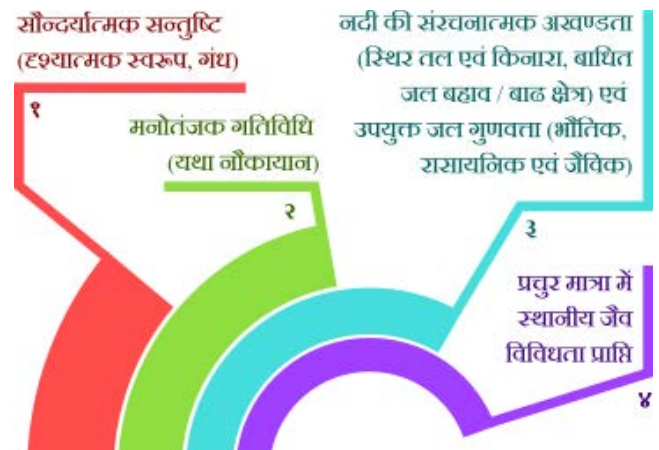 सौन्दर्यात्मक सन्तुष्टि
(दृश्यात्मक स्वरूप, गंध)
१
मनोतंजक गतिविधि
(यथा नौकायान)
२
नदी की संरचनात्मक अखण्डता
(स्थिर तल एवं किनारा, बाधित
जल बहाव / बाढ क्षेत्र) एवं
उपयुक्त जल गुणवत्ता (भौतिक,
रासायनिक एवं जैविक)
३
प्रचुर मात्रा में
स्थानीय जैव
विविधता प्राप्ति
४